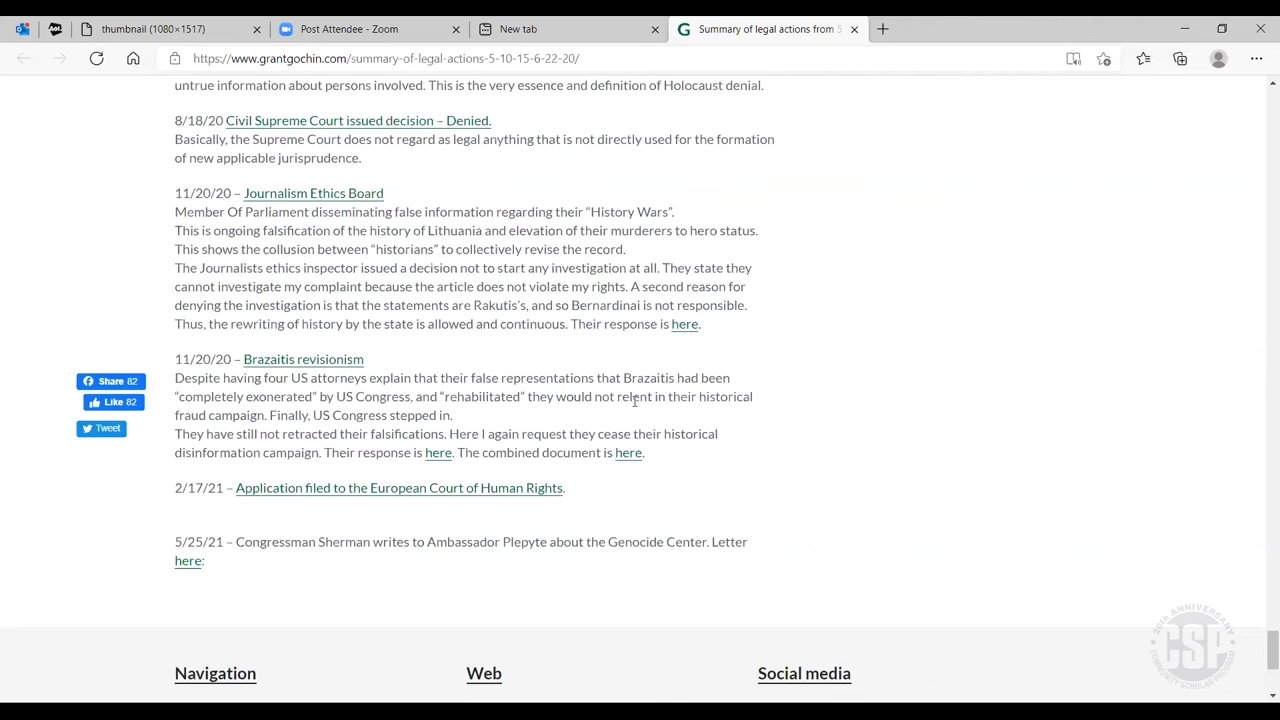 thumbnail (1080×1517)
Post Attendee - Zoom
New tab
Summary of legal actions from 5
https://www.grantgochin.com/summary-of-legal-actions-5-10-15-6-22-20/
untrue information about persons involved. This is the very essence and definition of Holocaust denial.
8/18/20 Civil Supreme Court issued decision – Denied.
Basically, the Supreme Court does not regard as legal anything that is not directly used for the formation
of new applicable jurisprudence.
11/20/20 – Journalism Ethics Board
Member Of Parliament disseminating false information regarding their “History Wars”.
This is ongoing falsification of the history of Lithuania and elevation of their murderers to hero status.
This shows the collusion between “historians” to collectively revise the record.
The Journalists ethics inspector issued a decision not to start any investigation at all. They state they
cannot investigate my complaint because the article does not violate my rights. A second reason for
denying the investigation is that the statements are Rakutis’s, and so Bernardinai is not responsible.
Thus, the rewriting of history by the state is allowed and continuous. Their response is here.
11/20/20 – Brazaitis revisionism
Despite having four US attorneys explain that their false representations that Brazaitis had been
“completely exonerated” by US Congress, and “rehabilitated” they would not relent in their historical
fraud campaign. Finally, US Congress stepped in.
They have still not retracted their falsifications. Here I again request they cease their historical
disinformation campaign. Their response is here. The combined document is here.
Share 82
Like 82
Tweet
2/17/21 – Application filed to the European Court of Human Rights.
5/25/21 – Congressman Sherman writes to Ambassador Plepyte about the Genocide Center. Letter
here:
Navigation
Web
Social media
20TH ANNIVERSARY
CSP
COMMUNITY SCHOLAR PROGRAM